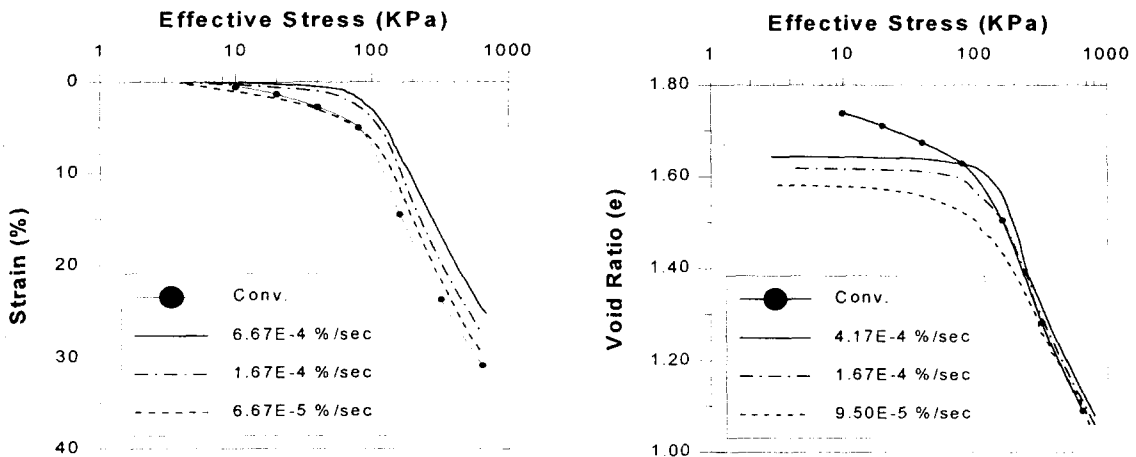 Effective Stress (KPa)
1 10 100 1000
0
10
20
30
40
Strain (%)
Conv.
6.67E-4 %/sec
1.67E-4 %/sec
6.67E-5 %/sec
Effective Stress (KPa)
1 10 100 1000
1.80
1.60
1.40
1.20
1.00
Void Ratio (e)
Conv.
4.17E-4 %/sec
1.67E-4 %/sec
9.50E-5 %/sec